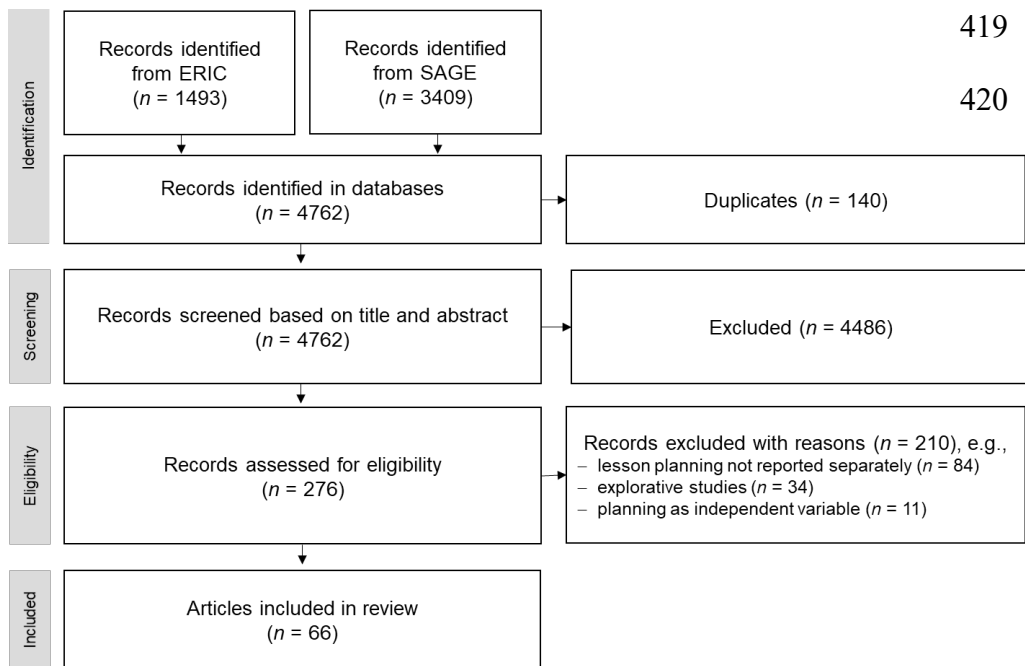 419
420
Identification
Records identified
from ERIC
(n = 1493)
Records identified
from SAGE
(n = 3409)
Records identified in databases
(n = 4762)
Duplicates (n = 140)
Screening
Records screened based on title and abstract
(n = 4762)
Excluded (n = 4486)
Eligibility
Records assessed for eligibility
(n = 276)
Records excluded with reasons (n = 210), e.g.,
– lesson planning not reported separately (n = 84)
– explorative studies (n = 34)
– planning as independent variable (n = 11)
Included
Articles included in review
(n = 66)